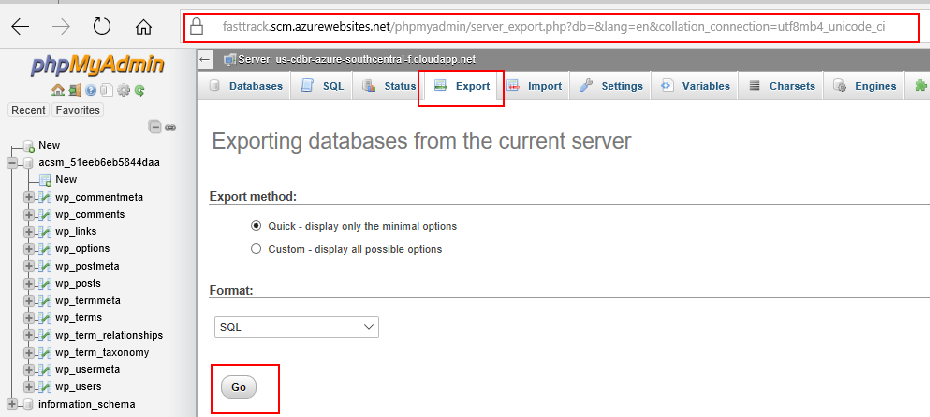 fasttrack.scm.azurewebsites.net/phpmyadmin/server_export.php?db=&lang=en&collation_connection=utf8mb4_unicode_ci
phpMyAdmin
Recent Favorites
New
acsm_51eeb6eb5844daa
New
wp_commentmeta
wp_comments
wp_links
wp_options
wp_postmeta
wp_posts
wp_termmeta
wp_terms
wp_term_relationships
wp_term_taxonomy
wp_usermeta
wp_users
information_schema
Server us-cdbr-azure-southcentral-f.cloudapp.net
Databases SQL Status Export Import Settings Variables Charsets Engines
Exporting databases from the current server
Export method:
Quick - display only the minimal options
Custom - display all possible options
Format:
SQL
Go